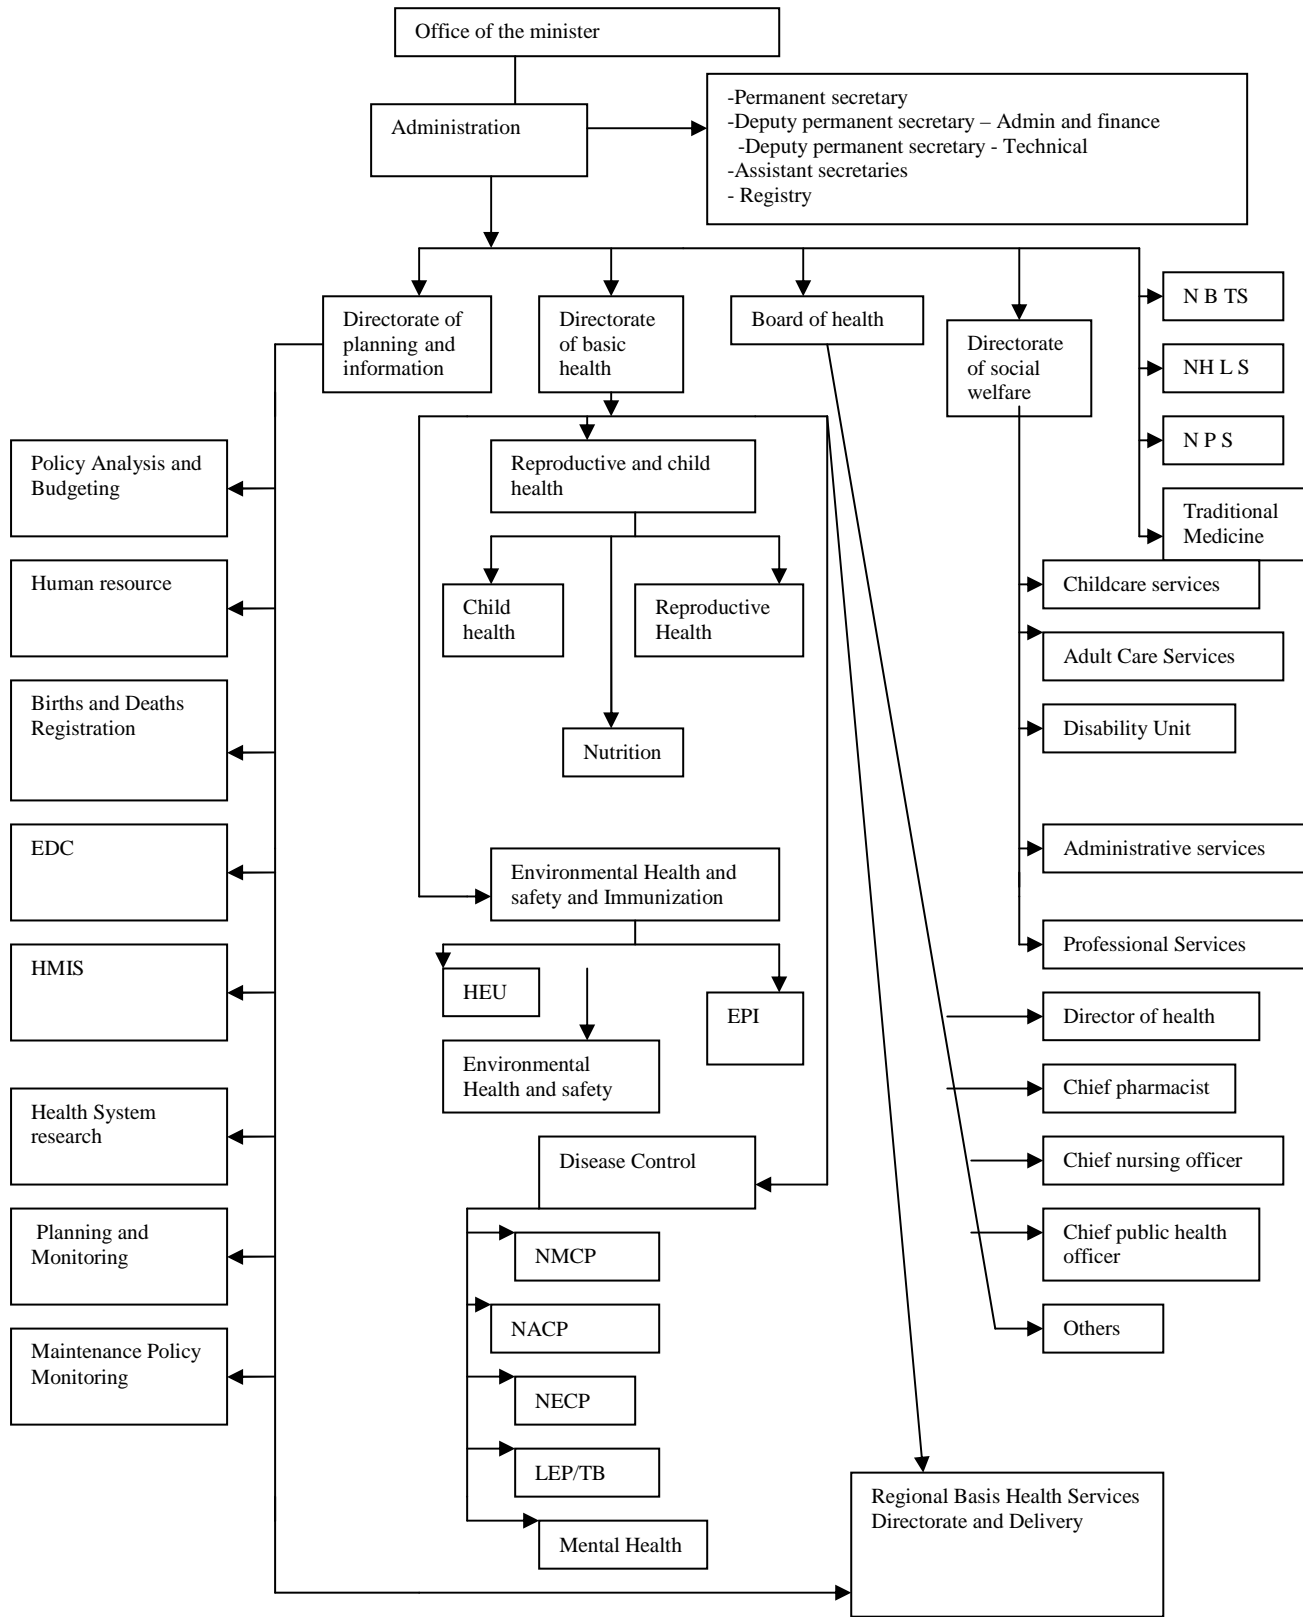 Office of the minister
Administration
-Permanent secretary
-Deputy permanent secretary – Admin and finance
-Deputy permanent secretary - Technical
-Assistant secretaries
- Registry
Directorate of
planning and
information
Directorate
of basic
health
Board of health
Directorate
of social
welfare
N B TS
NH L S
N P S
Traditional
Medicine
Policy Analysis and
Budgeting
Human resource
Births and Deaths
Registration
EDC
HMIS
Health System
research
Planning and
Monitoring
Maintenance Policy
Monitoring
Reproductive and child
health
Child
health
Reproductive
Health
Nutrition
Environmental Health and
safety and Immunization
HEU
EPI
Environmental
Health and safety
Disease Control
NMCP
NACP
NECP
LEP/TB
Mental Health
Childcare services
Adult Care Services
Disability Unit
Administrative services
Professional Services
Director of health
Chief pharmacist
Chief nursing officer
Chief public health
officer
Others
Regional Basis Health Services
Directorate and Delivery